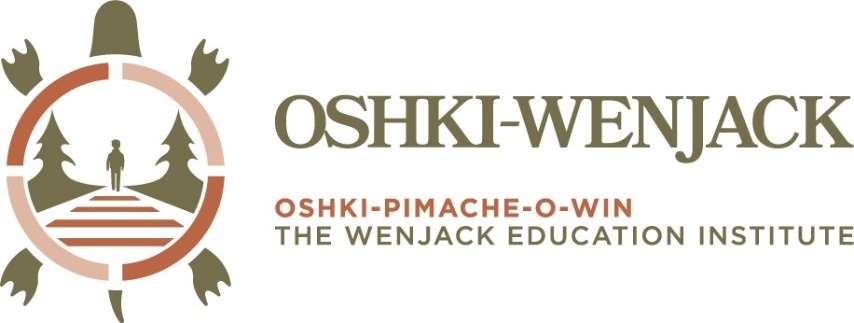 OSHKI-WENJACK
OSHKI-PIMACHE-O-WIN
THE WENJACK EDUCATION INSTITUTE